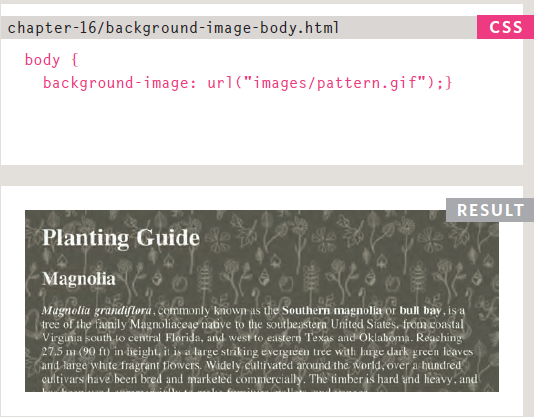 chapter-16/background-image-body.html
CSS
body {
background-image: url("images/pattern.gif");}
RESULT
Planting Guide
Magnolia
Magnolia grandiflora, commonly known as the Southern magnolia or bull bay, is a
tree of the family Magnoliaceae native to the southeastern United States, from coastal
Virginia south to central Florida, and west to eastern Texas and Oklahoma. Reaching
27.5 m (90 ft) in height, it is a large striking evergreen tree with large dark green leaves
and large white fragrant flowers. Widely cultivated around the world, over a hundred
cultivars have been bred and marketed commercially. The timber is hard and heavy, and